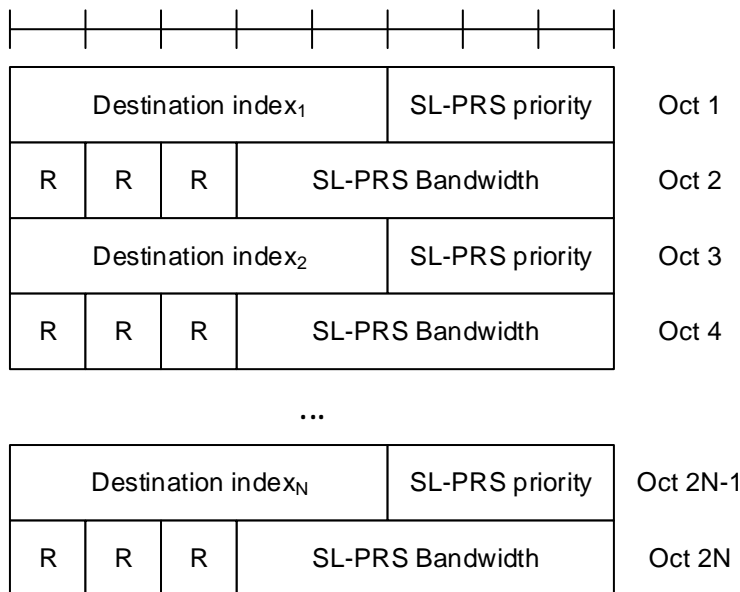 Destination index1 SL-PRS priority Oct 1
R R R SL-PRS Bandwidth Oct 2
Destination index2 SL-PRS priority Oct 3
R R R SL-PRS Bandwidth Oct 4
...
Destination indexN SL-PRS priority Oct 2N-1
R R R SL-PRS Bandwidth Oct 2N